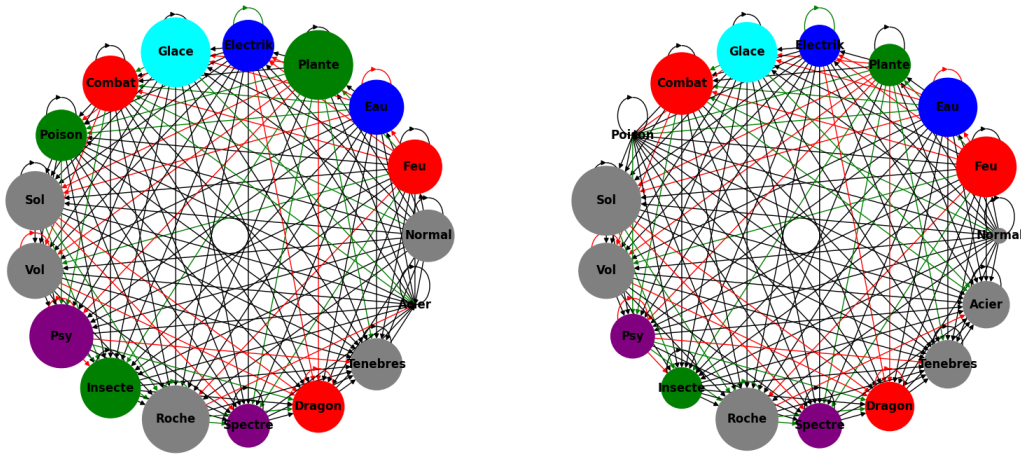 Glace
Electrik
Plante
Combat
Eau
Poison
Feu
Sol
Normal
Vol
Acier
Psy
Tenebres
Insecte
Dragon
Roche
Spectre
Glace
Electrik
Plante
Combat
Eau
Poison
Feu
Sol
Normal
Vol
Acier
Psy
Tenebres
Insecte
Dragon
Roche
Spectre